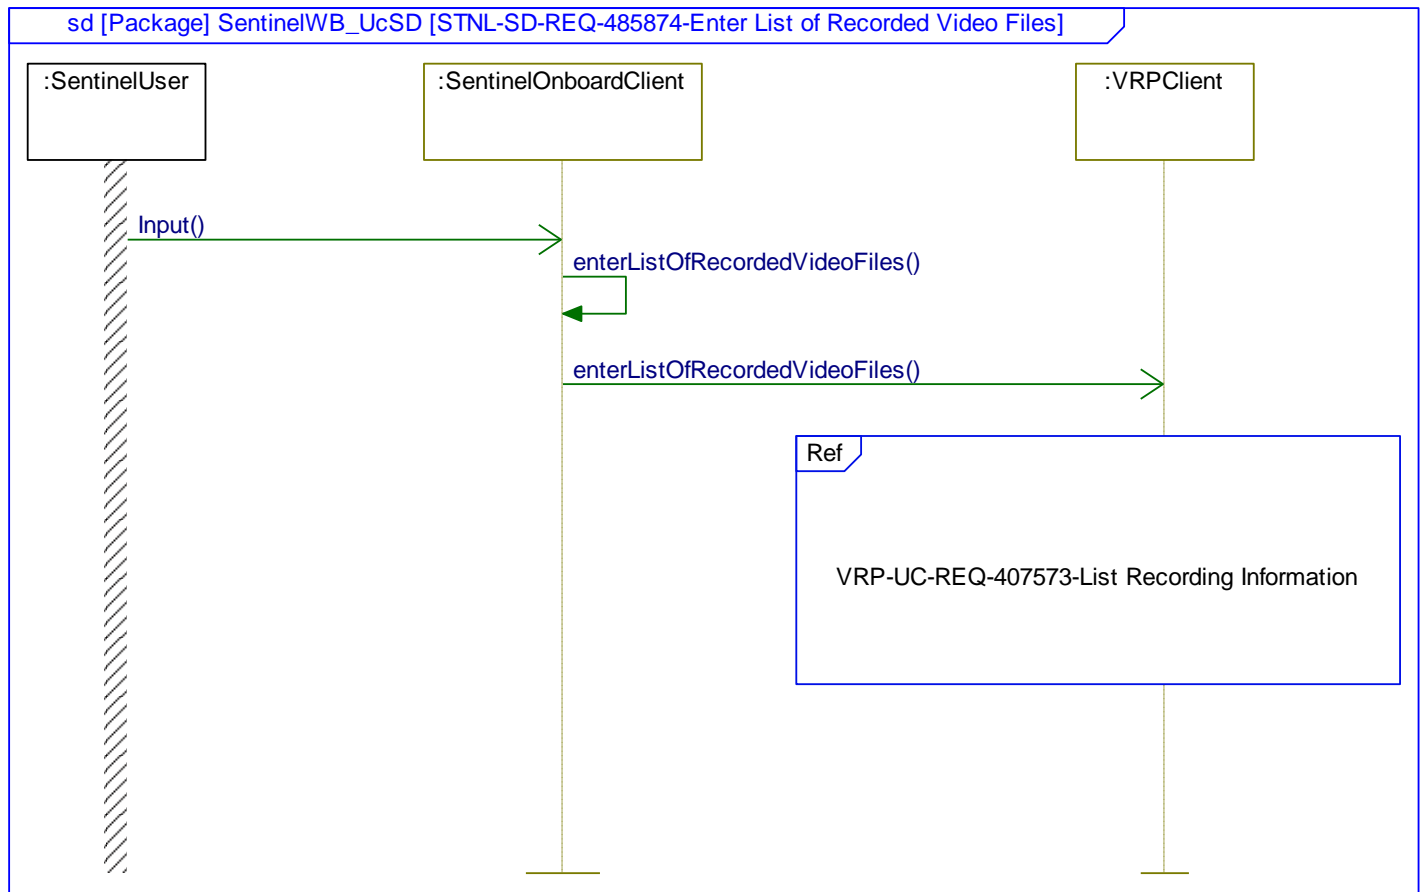 sd [Package] SentinelWB_UcSD [STNL-SD-REQ-485874-Enter List of Recorded Video Files]
:SentinelUser
:SentinelOnboardClient
:VRPClient
Input()
enterListOfRecordedVideoFiles()
enterListOfRecordedVideoFiles()
Ref
VRP-UC-REQ-407573-List Recording Information